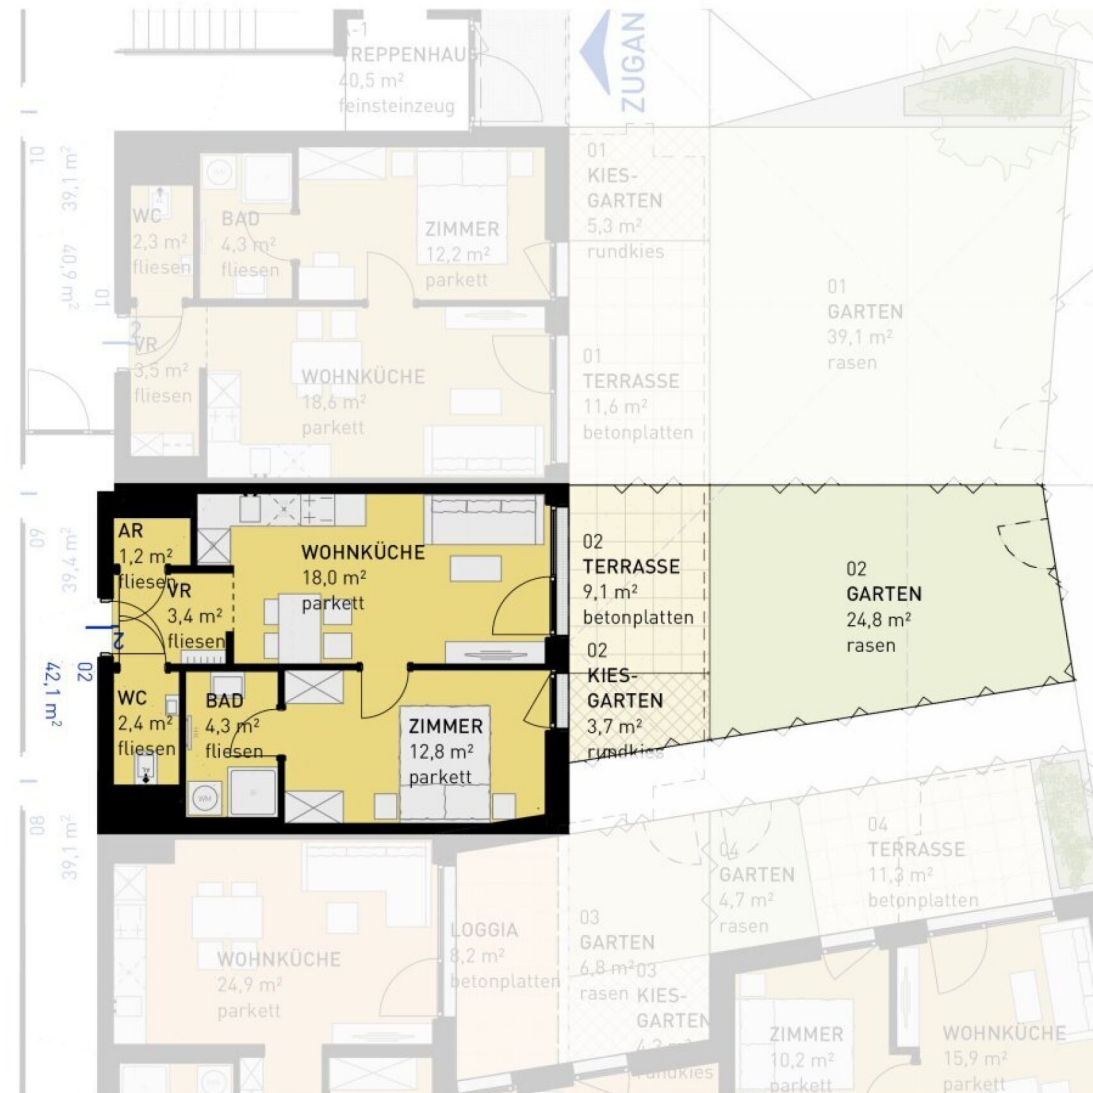 -1
TREPPENHAUS
40,5 m²
feinsteinzeug
ZUGAN
10
39,1 m²
40,9 m²
01
WC
2,3 m²
fliesen
BAD
4,3 m²
fliesen
ZIMMER
12,2 m²
parkett
2
VR
3,5 m²
fliesen
WOHNKÜCHE
18,6 m²
parkett
01
KIES-
GARTEN
5,3 m²
rundkies
01
TERRASSE
11,6 m²
betonplatten
01
GARTEN
39,1 m²
rasen
09
39,4 m²
02
42,1 m²
2
AR
1,2 m²
fliesen
VR
3,4 m²
fliesen
WOHNKÜCHE
18,0 m²
parkett
WC
2,4 m²
fliesen
BAD
4,3 m²
fliesen
WM
ZIMMER
12,8 m²
parkett
02
TERRASSE
9,1 m²
betonplatten
02
KIES-
GARTEN
3,7 m²
rundkies
02
GARTEN
24,8 m²
rasen
08
39,1 m²
WOHNKÜCHE
24,9 m²
parkett
LOGGIA
8,2 m²
betonplatten
03
GARTEN
6,8 m²
rasen
03
KIES-
GARTEN
rundkies
04
GARTEN
4,7 m²
rasen
04
TERRASSE
11,3 m²
betonplatten
ZIMMER
10,2 m²
parkett
WOHNKÜCHE
15,9 m²
parkett